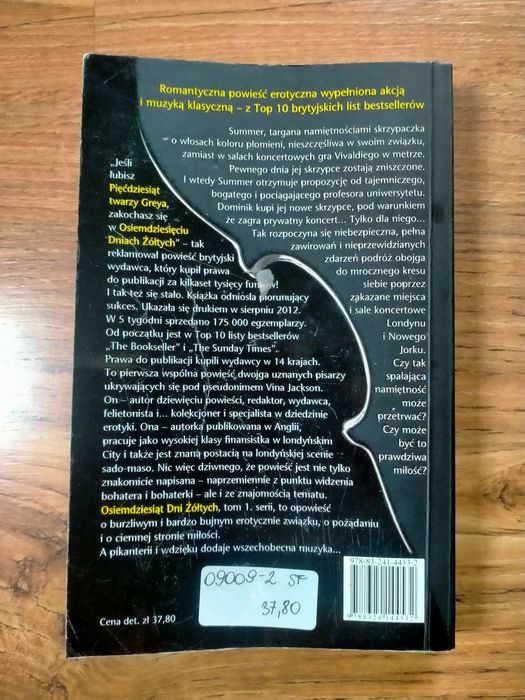 Romantyczna powieść erotyczna wypełniona akcją
i muzyką klasyczną – z Top 10 brytyjskich list bestsellerów
Summer, targana namiętnościami skrzypaczka
o włosach koloru płomieni, nieszczęśliwa w swoim związku,
zamiast w salach koncertowych gra Vivaldiego w metrze.
Pewnego dnia jej skrzypce zostają zniszczone.
I wtedy Summer otrzymuje propozycję od tajemniczego,
bogatego i pociągającego profesora uniwersytetu.
Dominik kupi jej nowe skrzypce, pod warunkiem
że zagra prywatny koncert... Tylko dla niego...
Tak rozpoczyna się niebezpieczna, pełna
zawirowań i nieprzewidzianych
zdarzeń podróż obojga
do mrocznego kresu
siebie poprzez
zakazane miejsca
i sale koncertowe
Londynu
i Nowego
Jorku.
Czy tak
spalająca
namiętność
może
przetrwać?
Czy może
być to
prawdziwa
miłość?
„Jeśli
lubisz
Pięćdziesiąt
twarzy Greya,
zakochasz się
w Osiemdziesięciu
Dniach Żółtych” – tak
reklamował powieść brytyjski
wydawca, który kupił prawa
do publikacji za kilkaset tysięcy funtów!
I tak też się stało. Książka odniosła piorunujący
sukces. Ukazała się drukiem w sierpniu 2012.
W 5 tygodni sprzedano 175 000 egzemplarzy.
Od początku jest w Top 10 listy bestsellerów
„The Bookseller” i „The Sunday Times”.
Prawa do publikacji kupili wydawcy w 14 krajach.
To pierwsza wspólna powieść dwojga uznanych pisarzy
ukrywających się pod pseudonimem Vina Jackson.
On – autor dziewięciu powieści, redaktor, wydawca,
felietonista i... kolekcjoner i specjalista w dziedzinie
erotyki. Ona – autorka publikowana w Anglii,
pracuje jako wysokiej klasy finansistka w londyńskim
City i także jest znaną postacią na londyńskiej scenie
sado-maso. Nic więc dziwnego, że powieść jest nie tylko
znakomicie napisana – naprzemiennie z punktu widzenia
bohatera i bohaterki – ale i ze znajomością tematu.
Osiemdziesiąt Dni Żółtych, tom 1. serii, to opowieść
o burzliwym i bardzo bujnym erotycznie związku, o pożądaniu
i o ciemnej stronie miłości.
A pikanterii i wdzięku dodaje wszechobecna muzyka...
978-83-241-4453-2
9788324144532
09009-2 SF
37,80
Cena det. zł 37,80